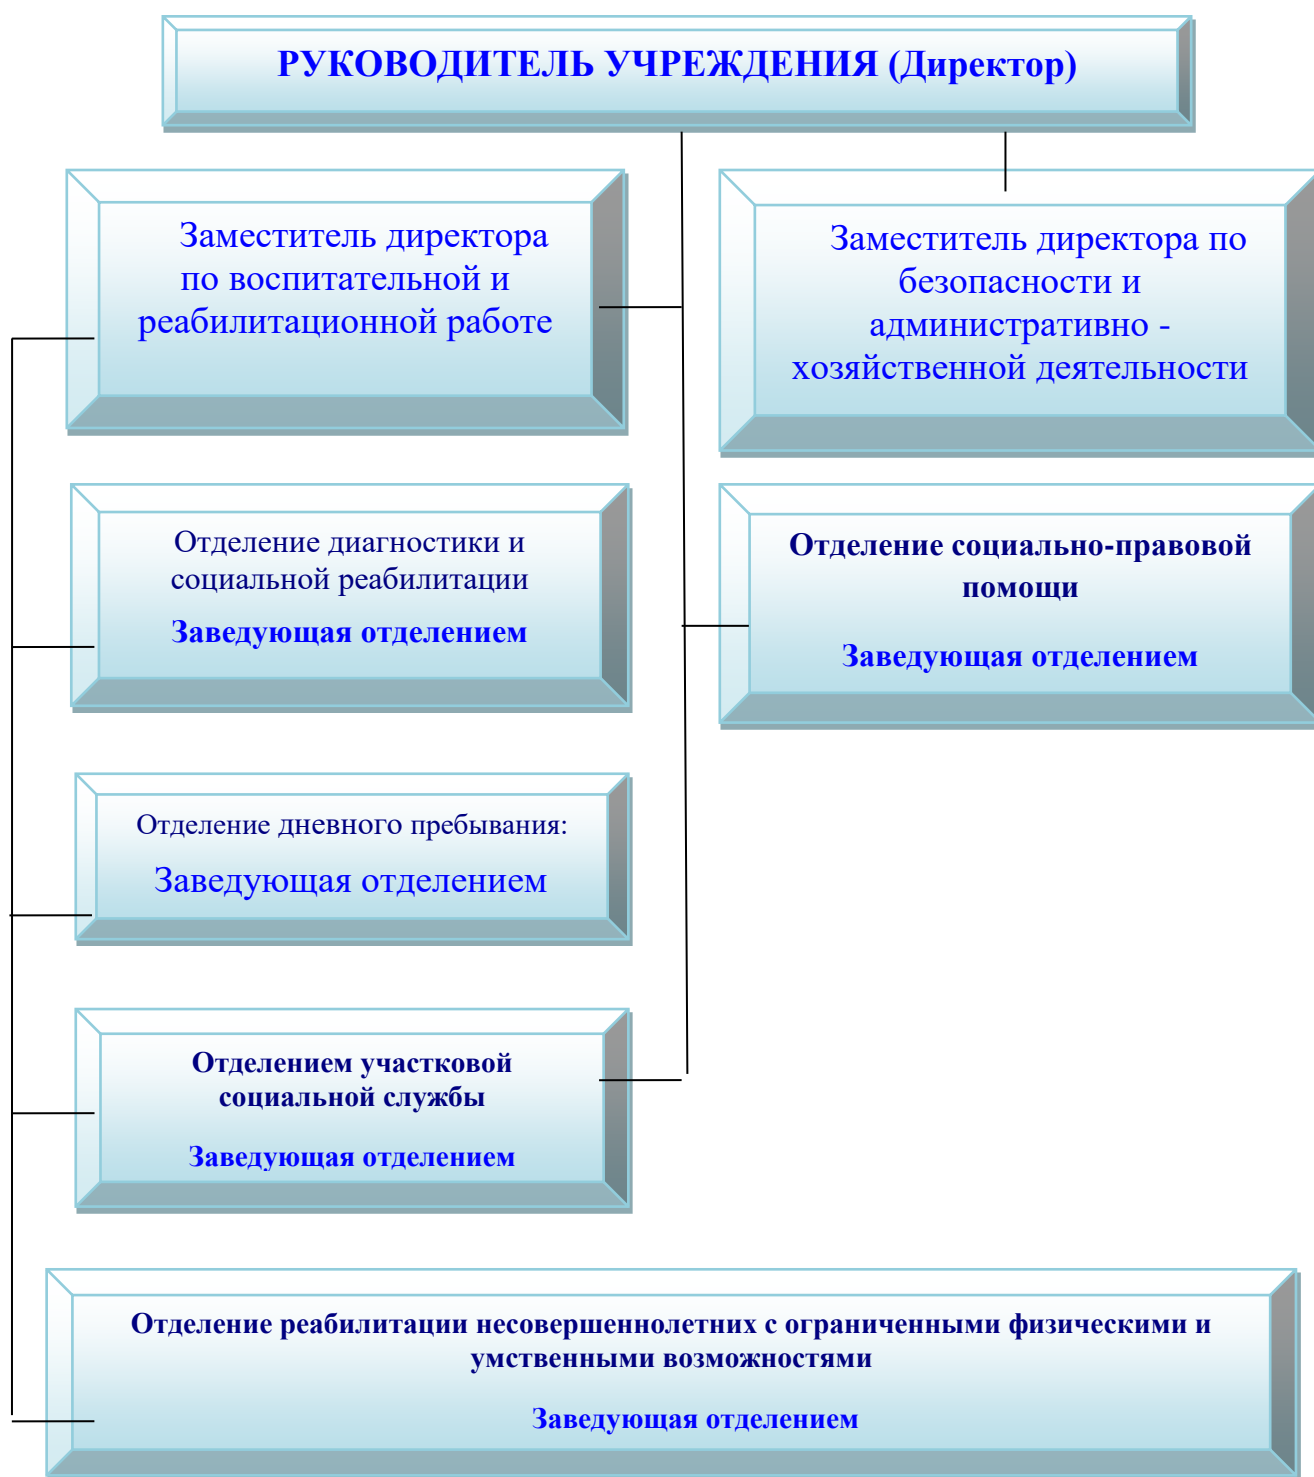 РУКОВОДИТЕЛЬ УЧРЕЖДЕНИЯ (Директор)
Заместитель директора
по воспитательной и
реабилитационной работе
Заместитель директора по
безопасности и
административно -
хозяйственной деятельности
Отделение диагностики и
социальной реабилитации
Заведующая отделением
Отделение социально-правовой
помощи
Заведующая отделением
Отделение дневного пребывания:
Заведующая отделением
Отделением участковой
социальной службы
Заведующая отделением
Отделение реабилитации несовершеннолетних с ограниченными физическими и
умственными возможностями
Заведующая отделением